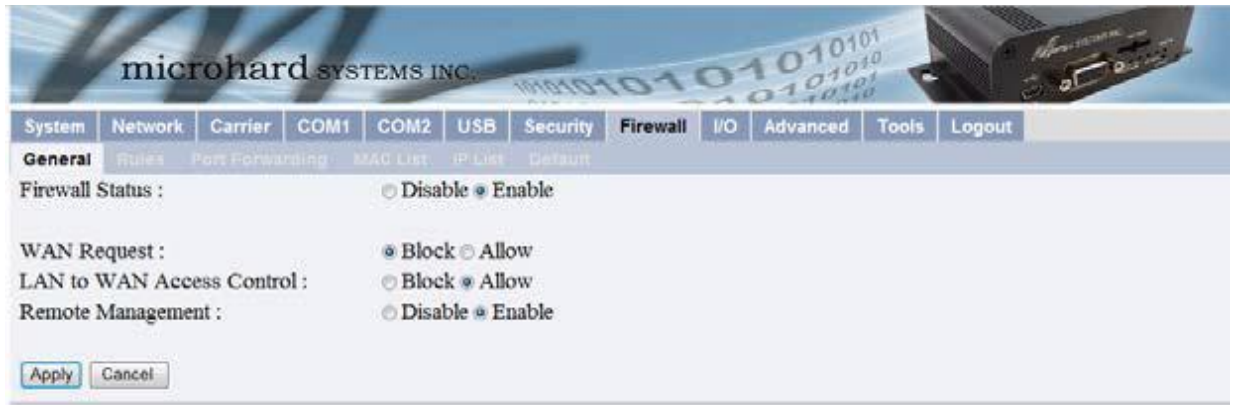 microhard SYSTEMS INC.
System Network Carrier COM1 COM2 USB Security Firewall I/O Advanced Tools Logout
General Rules Port Forwarding MAC List IP List Default
Firewall Status : Disable Enable
WAN Request : Block Allow
LAN to WAN Access Control : Block Allow
Remote Management : Disable Enable
Apply Cancel